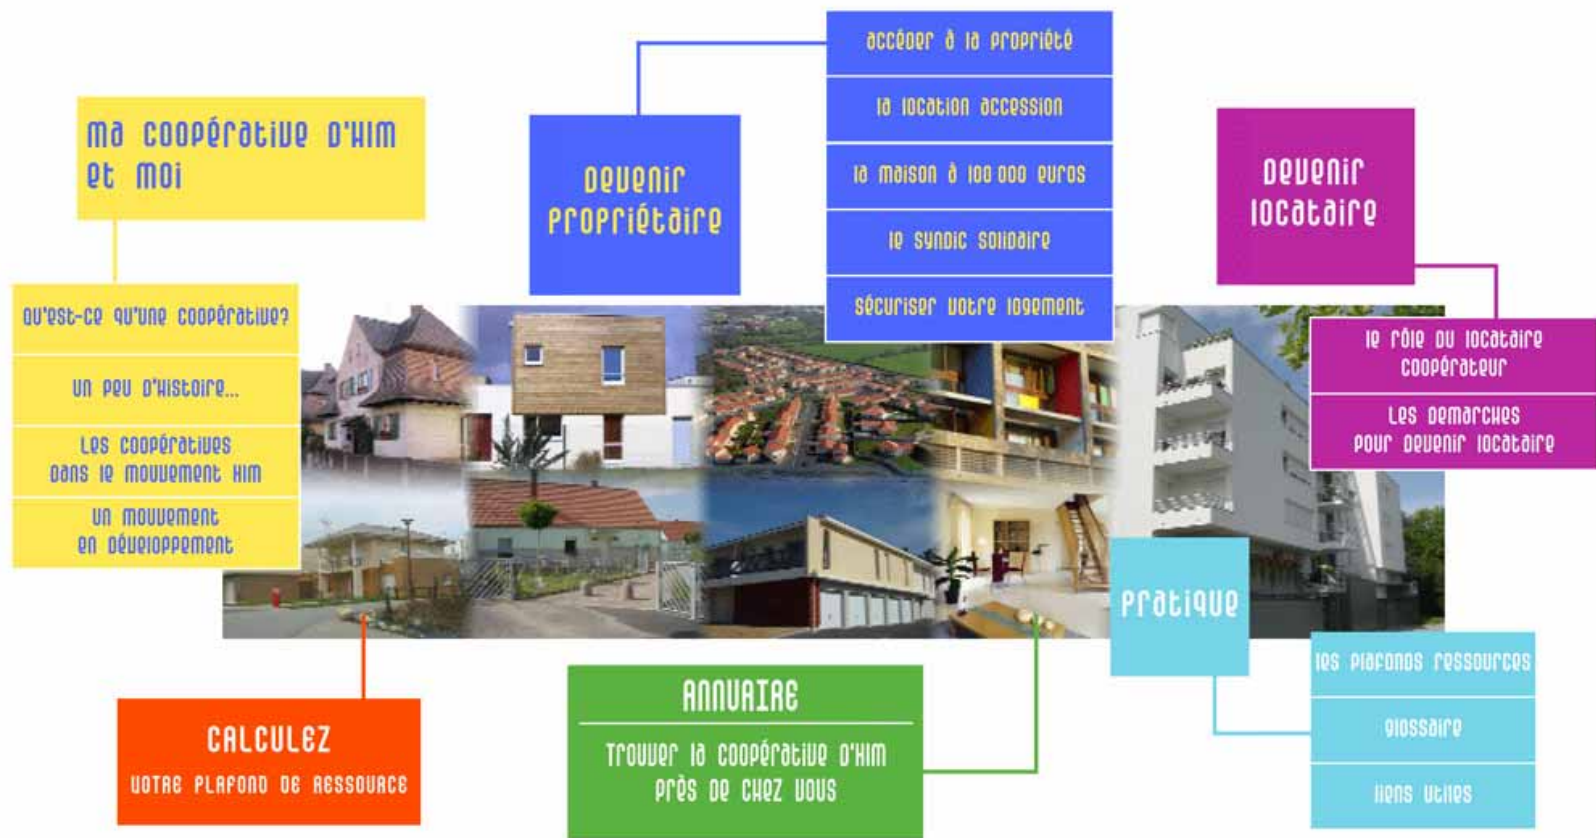 ma coopérative d'Hlm
et moi
Qu'est-ce qu'une coopérative?
Un peu d'histoire...
Les coopératives
dans le mouvement Hlm
Un mouvement
en développement
Devenir
propriétaire
accéder à la propriété
la location accession
la maison à 100 000 euros
le syndic solidaire
sécuriser votre logement
Devenir
locataire
le rôle du locataire
coopérateur
Les demarches
pour devenir locataire
Pratique
les plafonds ressources
glossaire
liens utiles
CALCULEZ
VOTRE PLAFOND DE RESSOURCE
ANNUAIRE
Trouver la coopérative d'Hlm
près de chez vous